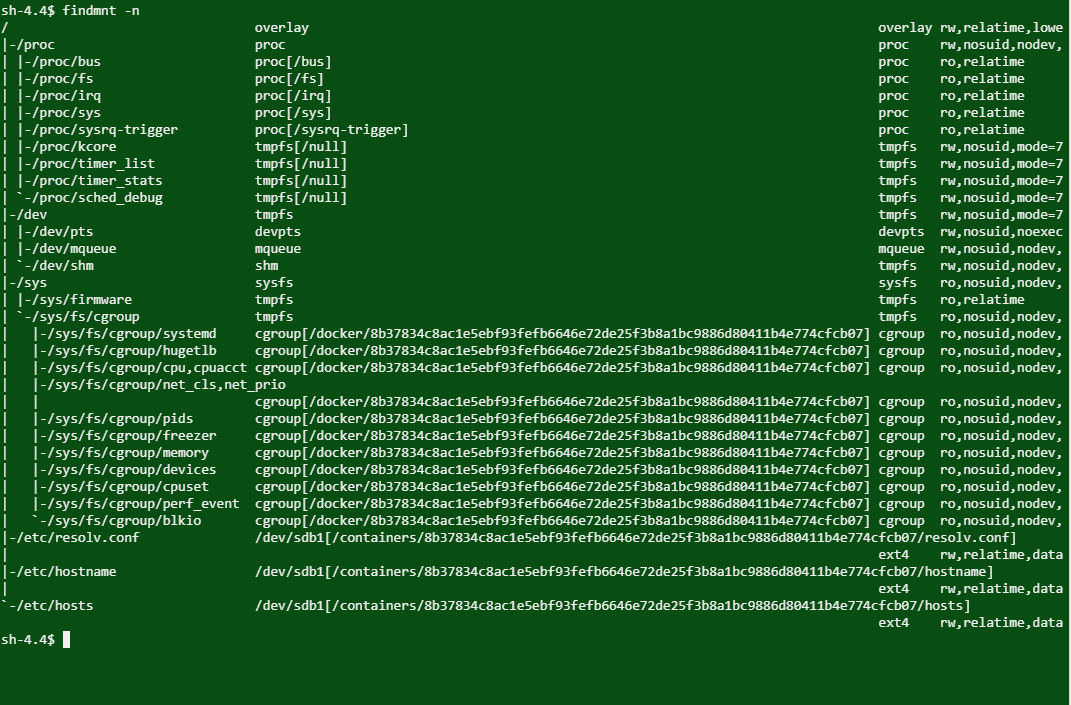 sh-4.4$ findmnt -n
/                                overlay                                                                          overlay rw,relatime,lowe
|-/proc                          proc                                                                             proc    rw,nosuid,nodev,
| |-/proc/bus                    proc[/bus]                                                                       proc    ro,relatime
| |-/proc/fs                     proc[/fs]                                                                        proc    ro,relatime
| |-/proc/irq                    proc[/irq]                                                                       proc    ro,relatime
| |-/proc/sys                    proc[/sys]                                                                       proc    ro,relatime
| |-/proc/sysrq-trigger          proc[/sysrq-trigger]                                                             proc    ro,relatime
| |-/proc/kcore                  tmpfs[/null]                                                                     tmpfs   rw,nosuid,mode=7
| |-/proc/timer_list             tmpfs[/null]                                                                     tmpfs   rw,nosuid,mode=7
| |-/proc/timer_stats            tmpfs[/null]                                                                     tmpfs   rw,nosuid,mode=7
| `-/proc/sched_debug            tmpfs[/null]                                                                     tmpfs   rw,nosuid,mode=7
|-/dev                           tmpfs                                                                            tmpfs   rw,nosuid,mode=7
| |-/dev/pts                     devpts                                                                           devpts  rw,nosuid,noexec
| |-/dev/mqueue                  mqueue                                                                           mqueue  rw,nosuid,nodev,
| `-/dev/shm                     shm                                                                              tmpfs   rw,nosuid,nodev,
|-/sys                           sysfs                                                                            sysfs   ro,nosuid,nodev,
| |-/sys/firmware                tmpfs                                                                            tmpfs   ro,relatime
| `-/sys/fs/cgroup               tmpfs                                                                            tmpfs   ro,nosuid,nodev,
|   |-/sys/fs/cgroup/systemd     cgroup[/docker/8b37834c8ac1e5ebf93fefb6646e72de25f3b8a1bc9886d80411b4e774cfcb07] cgroup  ro,nosuid,nodev,
|   |-/sys/fs/cgroup/hugetlb     cgroup[/docker/8b37834c8ac1e5ebf93fefb6646e72de25f3b8a1bc9886d80411b4e774cfcb07] cgroup  ro,nosuid,nodev,
|   |-/sys/fs/cgroup/cpu,cpuacct cgroup[/docker/8b37834c8ac1e5ebf93fefb6646e72de25f3b8a1bc9886d80411b4e774cfcb07] cgroup  ro,nosuid,nodev,
|   |-/sys/fs/cgroup/net_cls,net_prio
|   |                            cgroup[/docker/8b37834c8ac1e5ebf93fefb6646e72de25f3b8a1bc9886d80411b4e774cfcb07] cgroup  ro,nosuid,nodev,
|   |-/sys/fs/cgroup/pids        cgroup[/docker/8b37834c8ac1e5ebf93fefb6646e72de25f3b8a1bc9886d80411b4e774cfcb07] cgroup  ro,nosuid,nodev,
|   |-/sys/fs/cgroup/freezer     cgroup[/docker/8b37834c8ac1e5ebf93fefb6646e72de25f3b8a1bc9886d80411b4e774cfcb07] cgroup  ro,nosuid,nodev,
|   |-/sys/fs/cgroup/memory      cgroup[/docker/8b37834c8ac1e5ebf93fefb6646e72de25f3b8a1bc9886d80411b4e774cfcb07] cgroup  ro,nosuid,nodev,
|   |-/sys/fs/cgroup/devices     cgroup[/docker/8b37834c8ac1e5ebf93fefb6646e72de25f3b8a1bc9886d80411b4e774cfcb07] cgroup  ro,nosuid,nodev,
|   |-/sys/fs/cgroup/cpuset      cgroup[/docker/8b37834c8ac1e5ebf93fefb6646e72de25f3b8a1bc9886d80411b4e774cfcb07] cgroup  ro,nosuid,nodev,
|   |-/sys/fs/cgroup/perf_event  cgroup[/docker/8b37834c8ac1e5ebf93fefb6646e72de25f3b8a1bc9886d80411b4e774cfcb07] cgroup  ro,nosuid,nodev,
|   `-/sys/fs/cgroup/blkio       cgroup[/docker/8b37834c8ac1e5ebf93fefb6646e72de25f3b8a1bc9886d80411b4e774cfcb07] cgroup  ro,nosuid,nodev,
|-/etc/resolv.conf               /dev/sdb1[/containers/8b37834c8ac1e5ebf93fefb6646e72de25f3b8a1bc9886d80411b4e774cfcb07/resolv.conf]
|                                                                                                                 ext4    rw,relatime,data
|-/etc/hostname                  /dev/sdb1[/containers/8b37834c8ac1e5ebf93fefb6646e72de25f3b8a1bc9886d80411b4e774cfcb07/hostname]
|                                                                                                                 ext4    rw,relatime,data
`-/etc/hosts                     /dev/sdb1[/containers/8b37834c8ac1e5ebf93fefb6646e72de25f3b8a1bc9886d80411b4e774cfcb07/hosts]
                                                                                                                  ext4    rw,relatime,data
sh-4.4$